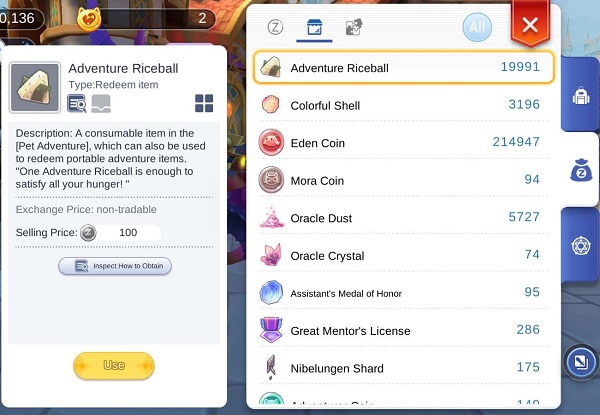 0,136
2
Adventure Riceball
Type:Redeem item
Description: A consumable item in the
[Pet Adventure], which can also be used
to redeem portable adventure items.
"One Adventure Riceball is enough to
satisfy all your hunger! "
Exchange Price: non-tradable
Selling Price: Z 100
Inspect How to Obtain
Use
Z
All
Adventure Riceball 19991
Colorful Shell 3196
Eden Coin 214947
Mora Coin 94
Oracle Dust 5727
Oracle Crystal 74
Assistant's Medal of Honor 95
Great Mentor's License 286
Nibelungen Shard 175
Adventurer Coin 149
Z